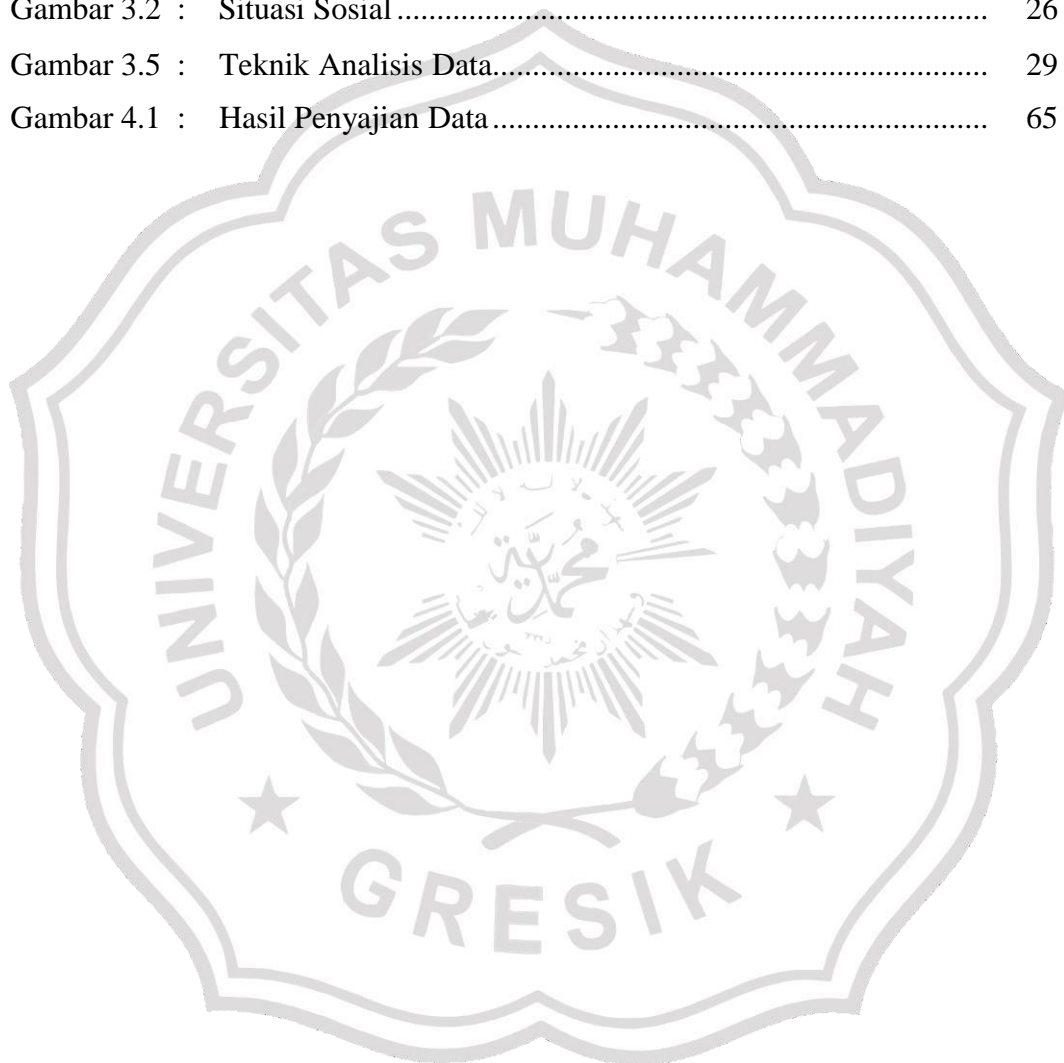 Gambar 3.2 : Situasi Sosial .......................................................................... 26
Gambar 3.5 : Teknik Analisis Data.............................................................. 29
Gambar 4.1 : Hasil Penyajian Data.............................................................. 65
UNIVERSITAS MUHAMMADIYAH
محمدية
GRESIK